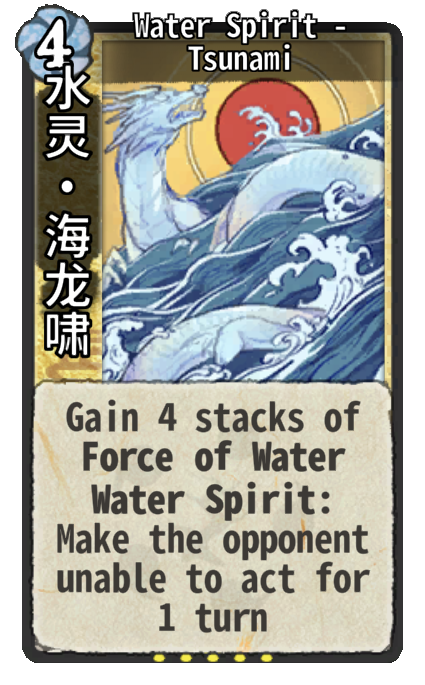 Water Spirit -
Tsunami
4
水灵・海龙啸
Gain 4 stacks of
Force of Water
Water Spirit:
Make the opponent
unable to act for
1 turn